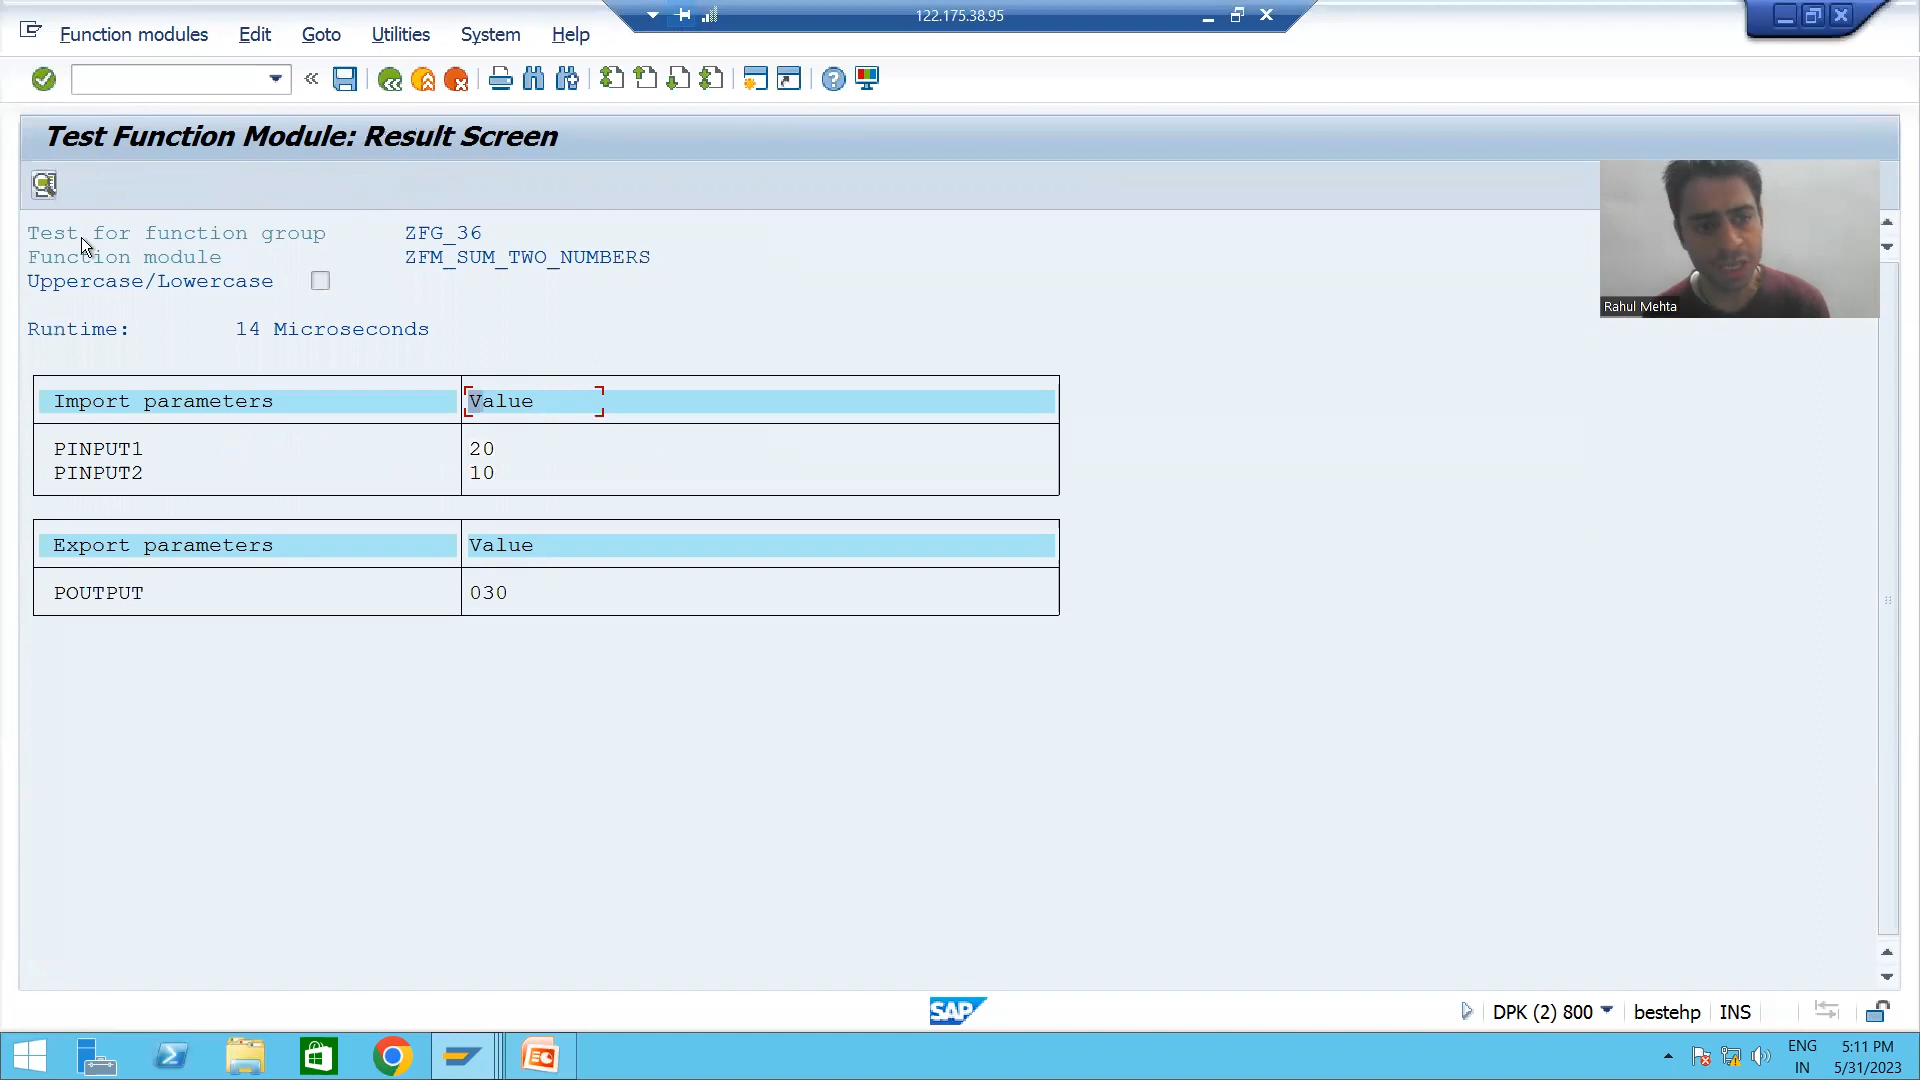 122.175.38.95
Function modules Edit Goto Utilities System Help
Test Function Module: Result Screen
Test for function group ZFG_36
Function module ZFM_SUM_TWO_NUMBERS
Uppercase/Lowercase
Runtime: 14 Microseconds
Import parameters Value
PINPUT1 20
PINPUT2 10
Export parameters Value
POUTPUT 030
Rahul Mehta
SAP
DPK (2) 800 bestehp INS
ENG 5:11 PM
IN 5/31/2023